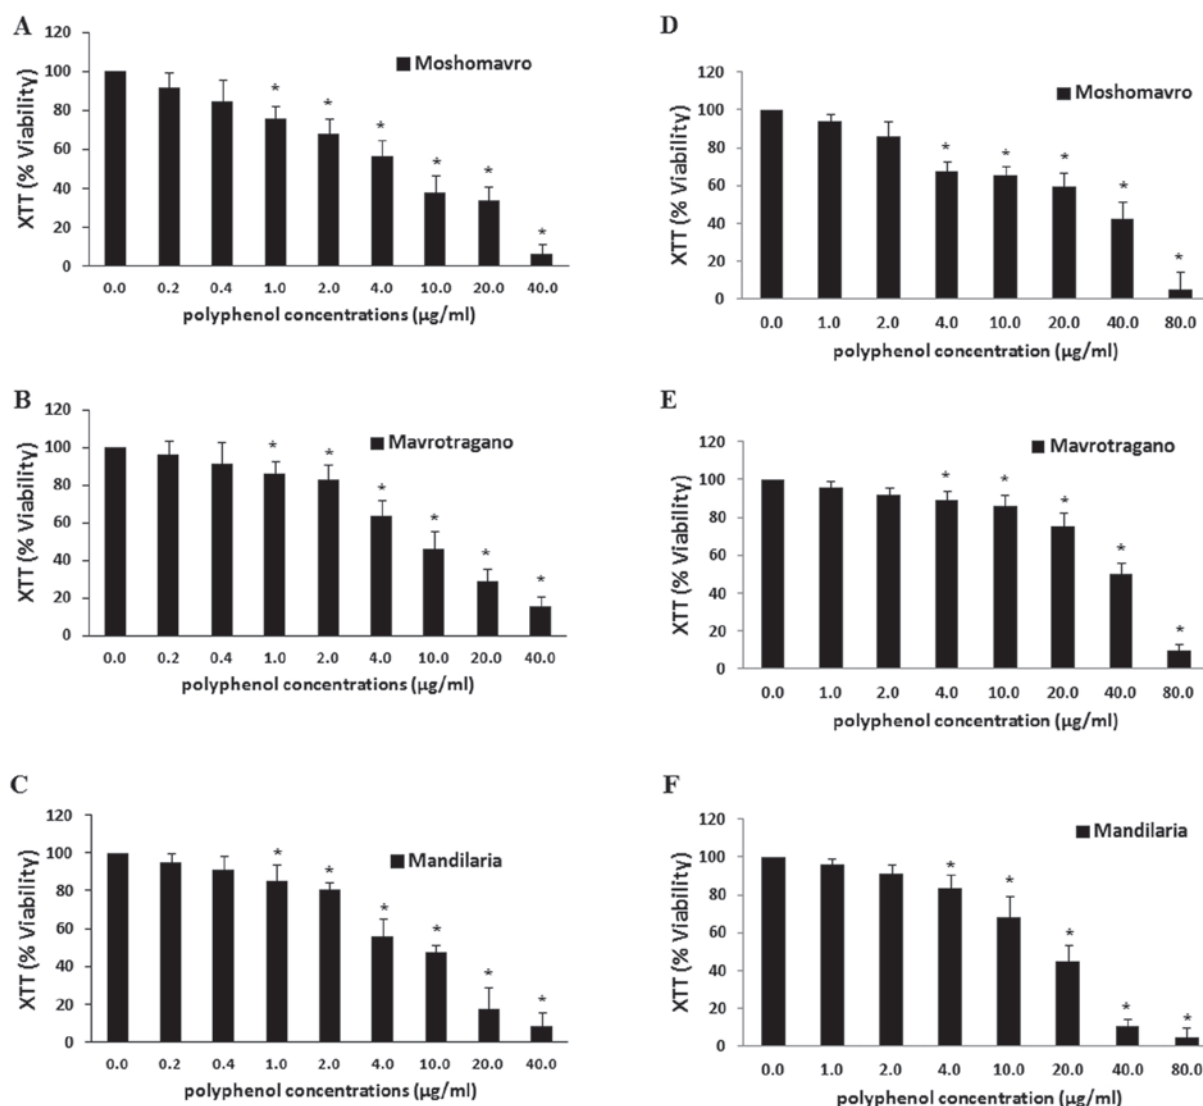 A
XTT (% Viability)
120
100
80
60
40
20
0
Moshomavro
* * * * * *
0.0 0.2 0.4 1.0 2.0 4.0 10.0 20.0 40.0
polyphenol concentrations (µg/ml)
B
XTT (% Viability)
120
100
80
60
40
20
0
Mavrotragano
* * * * * *
0.0 0.2 0.4 1.0 2.0 4.0 10.0 20.0 40.0
polyphenol concentrations (µg/ml)
C
XTT (% Viability)
120
100
80
60
40
20
0
Mandilaria
* * * * * *
0.0 0.2 0.4 1.0 2.0 4.0 10.0 20.0 40.0
polyphenol concentrations (µg/ml)
D
XTT (% Viability)
120
100
80
60
40
20
0
Moshomavro
* * * * *
0.0 1.0 2.0 4.0 10.0 20.0 40.0 80.0
polyphenol concentration (µg/ml)
E
XTT (% Viability)
120
100
80
60
40
20
0
Mavrotragano
* * * * *
0.0 1.0 2.0 4.0 10.0 20.0 40.0 80.0
polyphenol concentration (µg/ml)
F
XTT (% Viability)
120
100
80
60
40
20
0
Mandilaria
* * * * *
0.0 1.0 2.0 4.0 10.0 20.0 40.0 80.0
polyphenol concentration (µg/ml)